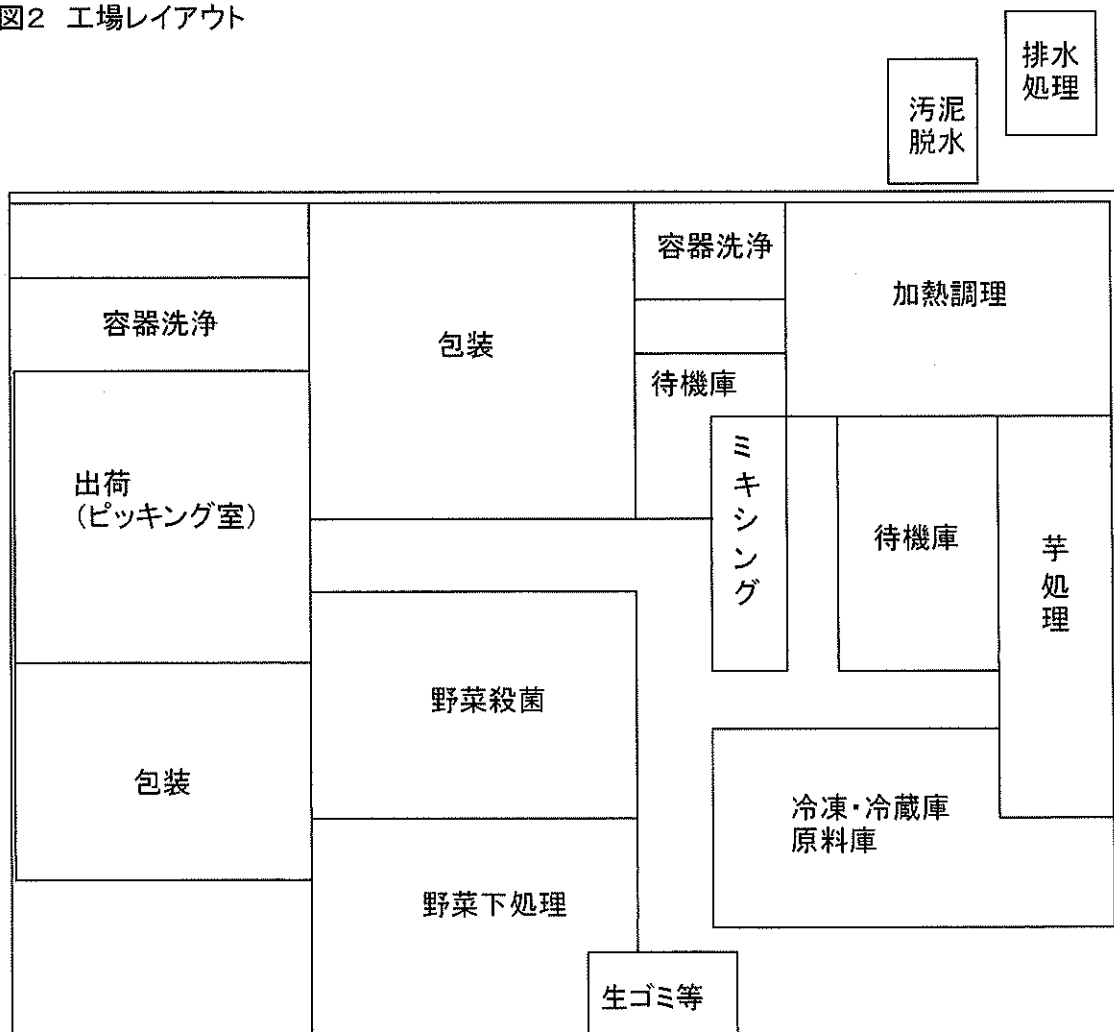 図2 工場レイアウト
排水
処理
汚泥
脱水
容器洗浄
加熱調理
容器洗浄
包装
待機庫
ミキシング
出荷
(ピッキング室)
待機庫
芋処理
野菜殺菌
包装
冷凍・冷蔵庫
原料庫
野菜下処理
生ゴミ等